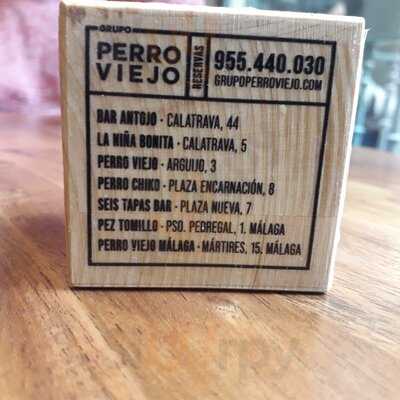 GRUPO
PERRO
VIEJO
RESERVAS
955.440.030
GRUPOPERROVIEJO.COM
BAR ANTOJO · CALATRAVA, 44
LA NIÑA BONITA · CALATRAVA, 5
PERRO VIEJO · ARGUIJO, 3
PERRO CHIKO · PLAZA ENCARNACIÓN, 8
SEIS TAPAS BAR · PLAZA NUEVA, 7
PEZ TOMILLO · PSO. PEDREGAL, 1. MÁLAGA
PERRO VIEJO MÁLAGA · MÁRTIRES, 15. MÁLAGA